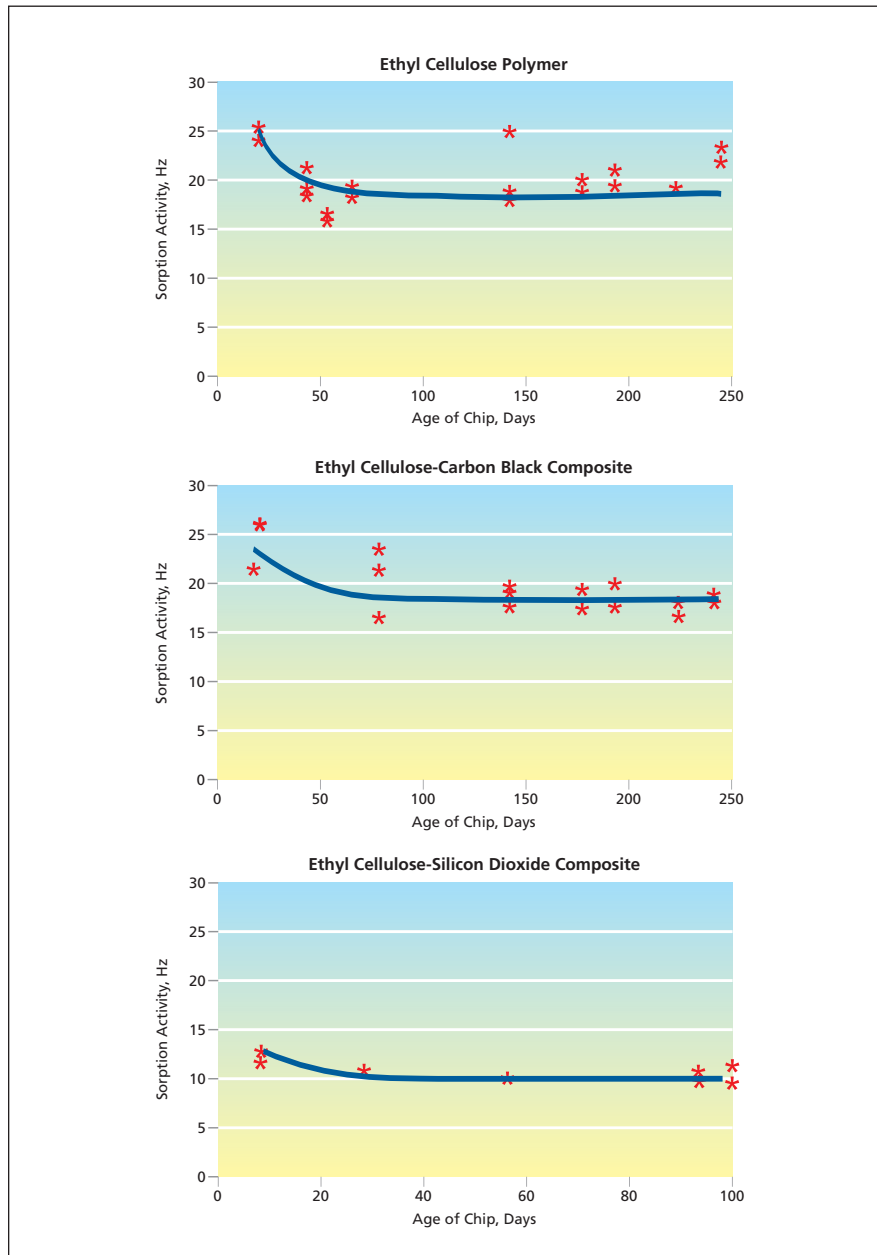 Ethyl Cellulose Polymer
30
25
20
15
10
5
0
Sorption Activity, Hz
0 50 100 150 200 250
Age of Chip, Days
Ethyl Cellulose-Carbon Black Composite
30
25
20
15
10
5
0
Sorption Activity, Hz
0 50 100 150 200 250
Age of Chip, Days
Ethyl Cellulose-Silicon Dioxide Composite
30
25
20
15
10
5
0
Sorption Activity, Hz
0 20 40 60 80 100
Age of Chip, Days